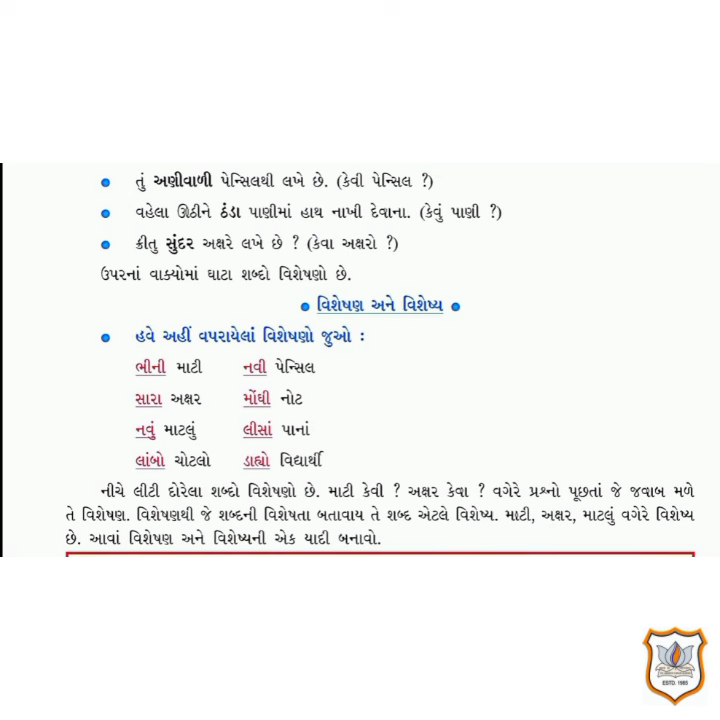 • તું અણીવાળી પેન્સિલથી લખે છે. (કેવી પેન્સિલ ?)
• વહેલા ઊઠીને ઠંડા પાણીમાં હાથ નાખી દેવાના. (કેવું પાણી ?)
• ક્રીતુ સુંદર અક્ષરે લખે છે ? (કેવા અક્ષરો ?)
ઉપરનાં વાક્યોમાં ઘાટા શબ્દો વિશેષણો છે.
• વિશેષણ અને વિશેષ્ય •
• હવે અહીં વપરાયેલાં વિશેષણો જુઓ :
ભીની માટી નવી પેન્સિલ
સારા અક્ષર મોંઘી નોટ
નવું માટલું લીસાં પાનાં
લાંબો ચોટલો ડાહ્યો વિદ્યાર્થી
નીચે લીટી દોરેલા શબ્દો વિશેષણો છે. માટી કેવી ? અક્ષર કેવા ? વગેરે પ્રશ્નો પૂછતાં જે જવાબ મળે
તે વિશેષણ. વિશેષણથી જે શબ્દની વિશેષતા બતાવાય તે શબ્દ એટલે વિશેષ્ય. માટી, અક્ષર, માટલું વગેરે વિશેષ્ય
છે. આવાં વિશેષણ અને વિશેષ્યની એક યાદી બનાવો.
ESTD. 1985